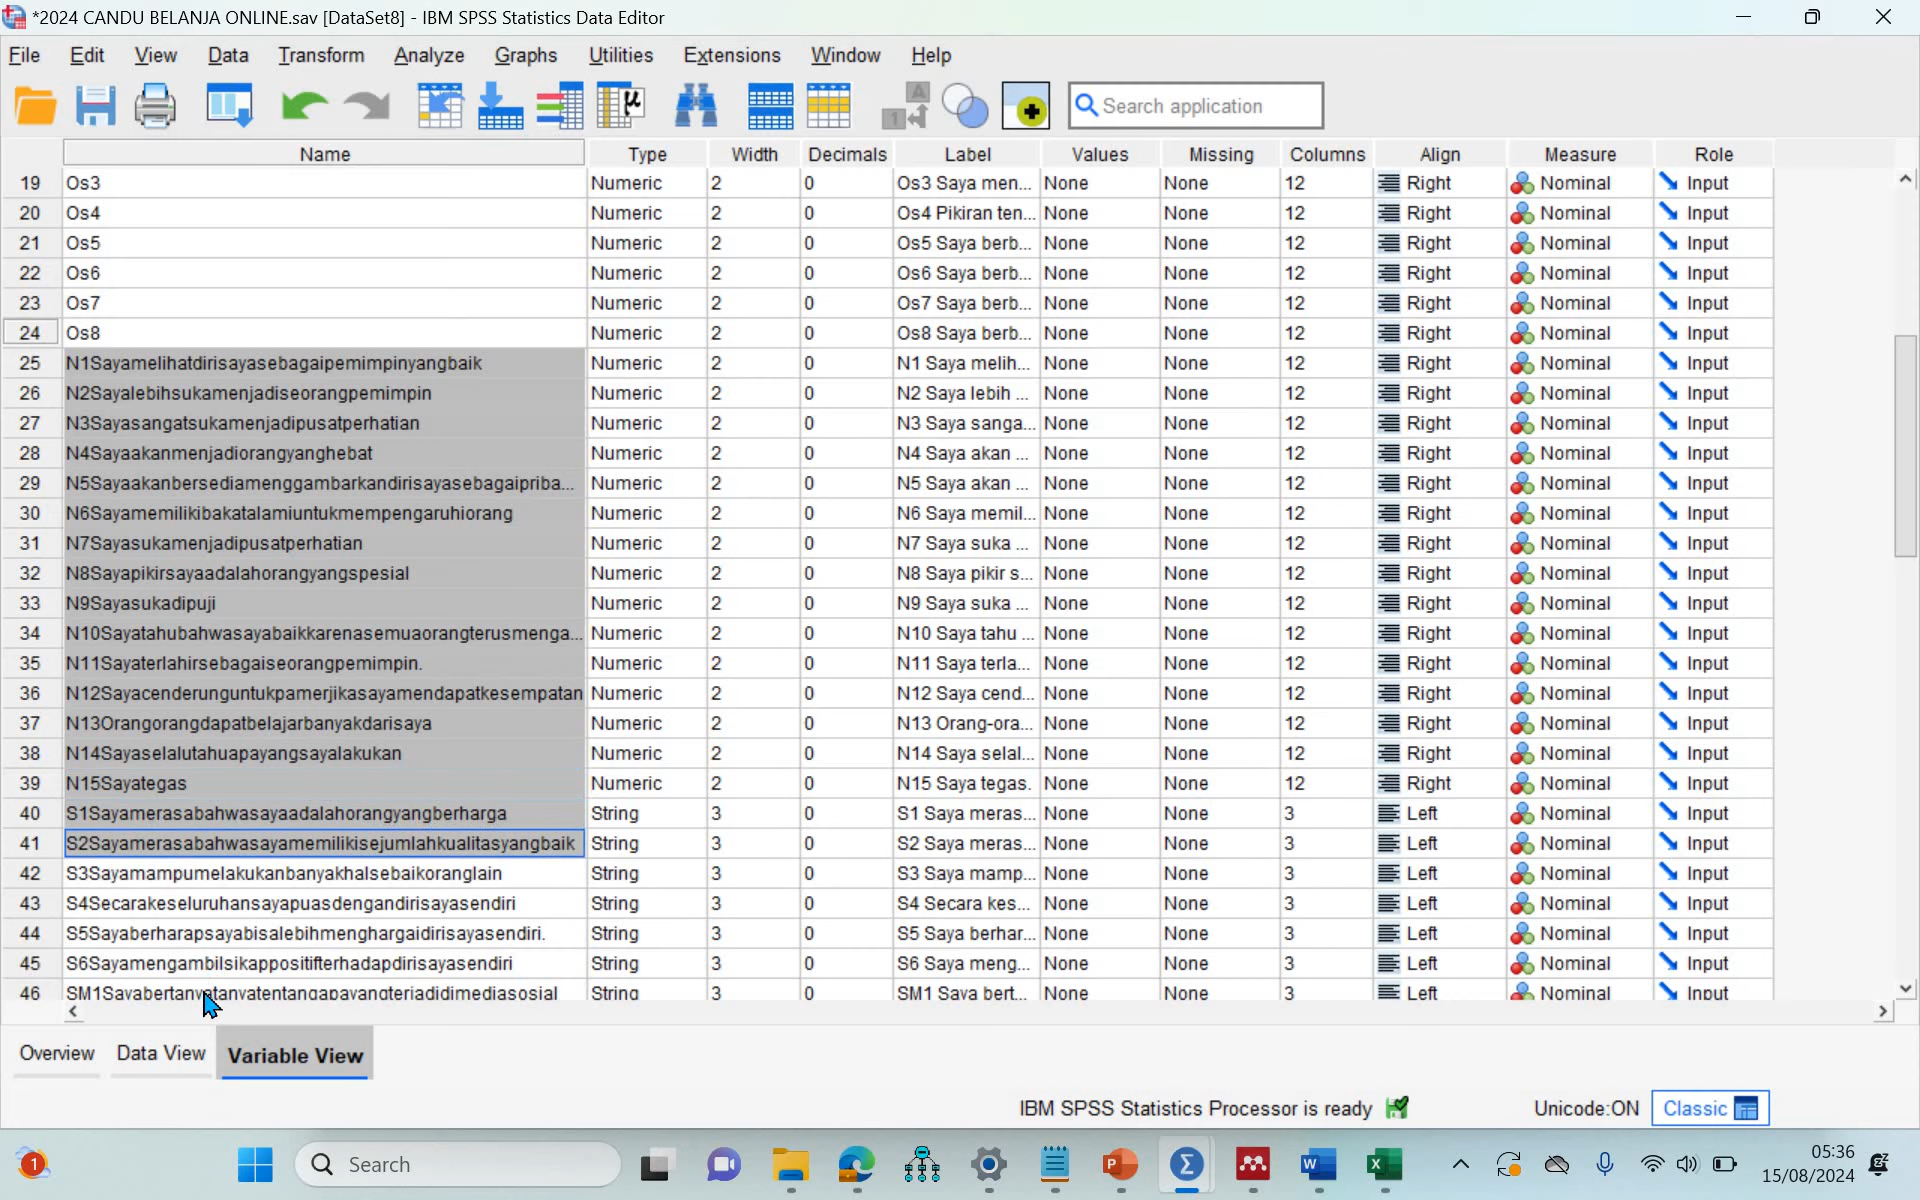 *2024 CANDU BELANJA ONLINE.sav [DataSet8] - IBM SPSS Statistics Data Editor
File Edit View Data Transform Analyze Graphs Utilities Extensions Window Help
Search application
Name Type Width Decimals Label Values Missing Columns Align Measure Role
19 Os3 Numeric 2 0 Os3 Saya men... None None 12 Right Nominal Input
20 Os4 Numeric 2 0 Os4 Pikiran ten... None None 12 Right Nominal Input
21 Os5 Numeric 2 0 Os5 Saya berb... None None 12 Right Nominal Input
22 Os6 Numeric 2 0 Os6 Saya berb... None None 12 Right Nominal Input
23 Os7 Numeric 2 0 Os7 Saya berb... None None 12 Right Nominal Input
24 Os8 Numeric 2 0 Os8 Saya berb... None None 12 Right Nominal Input
25 N1Sayamelihatdirisayasebagaipemimpinyangbaik Numeric 2 0 N1 Saya melih... None None 12 Right Nominal Input
26 N2Sayalebihsukamenjadiseorangpemimpin Numeric 2 0 N2 Saya lebih ... None None 12 Right Nominal Input
27 N3Sayasangatsukamenjadipusatperhatian Numeric 2 0 N3 Saya sanga... None None 12 Right Nominal Input
28 N4Sayaakanmenjadiorangyanghebat Numeric 2 0 N4 Saya akan ... None None 12 Right Nominal Input
29 N5Sayaakanbersediamenggambarkandirisayasebagaipriba... Numeric 2 0 N5 Saya akan ... None None 12 Right Nominal Input
30 N6Sayamemilikibakatalamiuntukmempengaruhiorang Numeric 2 0 N6 Saya memil... None None 12 Right Nominal Input
31 N7Sayasukamenjadipusatperhatian Numeric 2 0 N7 Saya suka ... None None 12 Right Nominal Input
32 N8Sayapikirsayaadalahorangyangspesial Numeric 2 0 N8 Saya pikir s... None None 12 Right Nominal Input
33 N9Sayasukadipuji Numeric 2 0 N9 Saya suka ... None None 12 Right Nominal Input
34 N10Sayatahubahwasayabaikkarenasemuaorangterusmenga... Numeric 2 0 N10 Saya tahu ... None None 12 Right Nominal Input
35 N11Sayaterlahirsebagaiseorangpemimpin. Numeric 2 0 N11 Saya terla... None None 12 Right Nominal Input
36 N12Sayacenderunguntukpamerjikasayamendapatkesempatan Numeric 2 0 N12 Saya cend... None None 12 Right Nominal Input
37 N13Orangorangdapatbelajarbanyakdarisaya Numeric 2 0 N13 Orang-ora... None None 12 Right Nominal Input
38 N14Sayaselalutahuapayangsayalakukan Numeric 2 0 N14 Saya selal... None None 12 Right Nominal Input
39 N15Sayategas Numeric 2 0 N15 Saya tegas. None None 12 Right Nominal Input
40 S1Sayamerasabahwasayaadalahorangyangberharga String 3 0 S1 Saya meras... None None 3 Left Nominal Input
41 S2Sayamerasabahwasayamemilikisejumlahkualitasyangbaik String 3 0 S2 Saya meras... None None 3 Left Nominal Input
42 S3Sayamampumelakukanbanyakhalsebaikoranglain String 3 0 S3 Saya mamp... None None 3 Left Nominal Input
43 S4Secarakeseluruhansayapuasdengandirisayasendiri String 3 0 S4 Secara kes... None None 3 Left Nominal Input
44 S5Sayaberharapsayabisalebihmenghargaidirisayasendiri. String 3 0 S5 Saya berhar... None None 3 Left Nominal Input
45 S6Sayamengambilsikappositifterhadapdirisayasendiri String 3 0 S6 Saya meng... None None 3 Left Nominal Input
46 SM1Sayabertanyatanyatentangapayangterjadidimediasosial String 3 0 SM1 Saya bert... None None 3 Left Nominal Input
Overview Data View Variable View
IBM SPSS Statistics Processor is ready Unicode:ON Classic
1 Search 05:36
15/08/2024